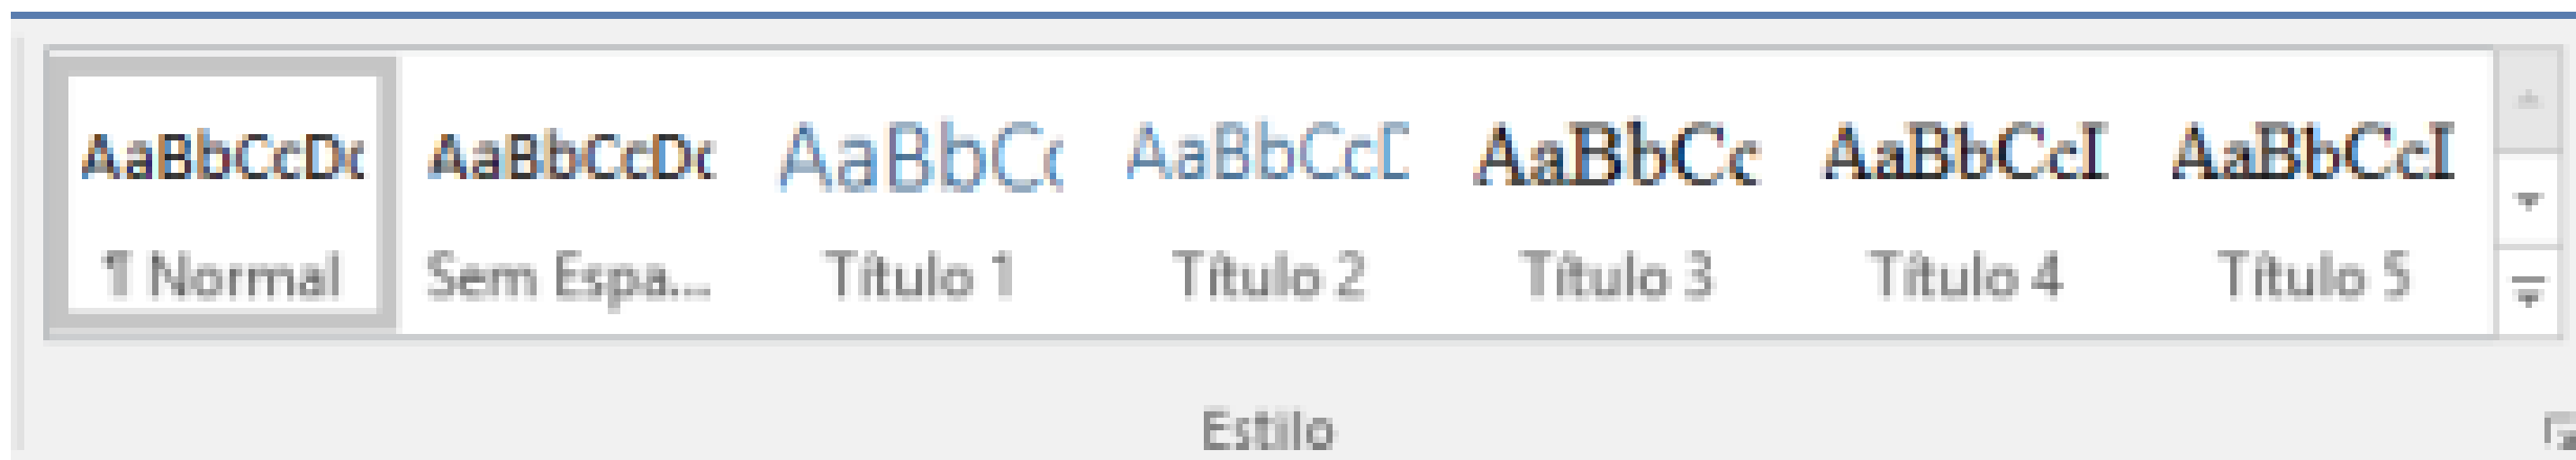 AaBbCcDc AaBbCcDc AaBbCc AaBbCcD AaBbCc AaBbCcI AaBbCcI
¶ Normal Sem Espa... Título 1 Título 2 Título 3 Título 4 Título 5
Estilo